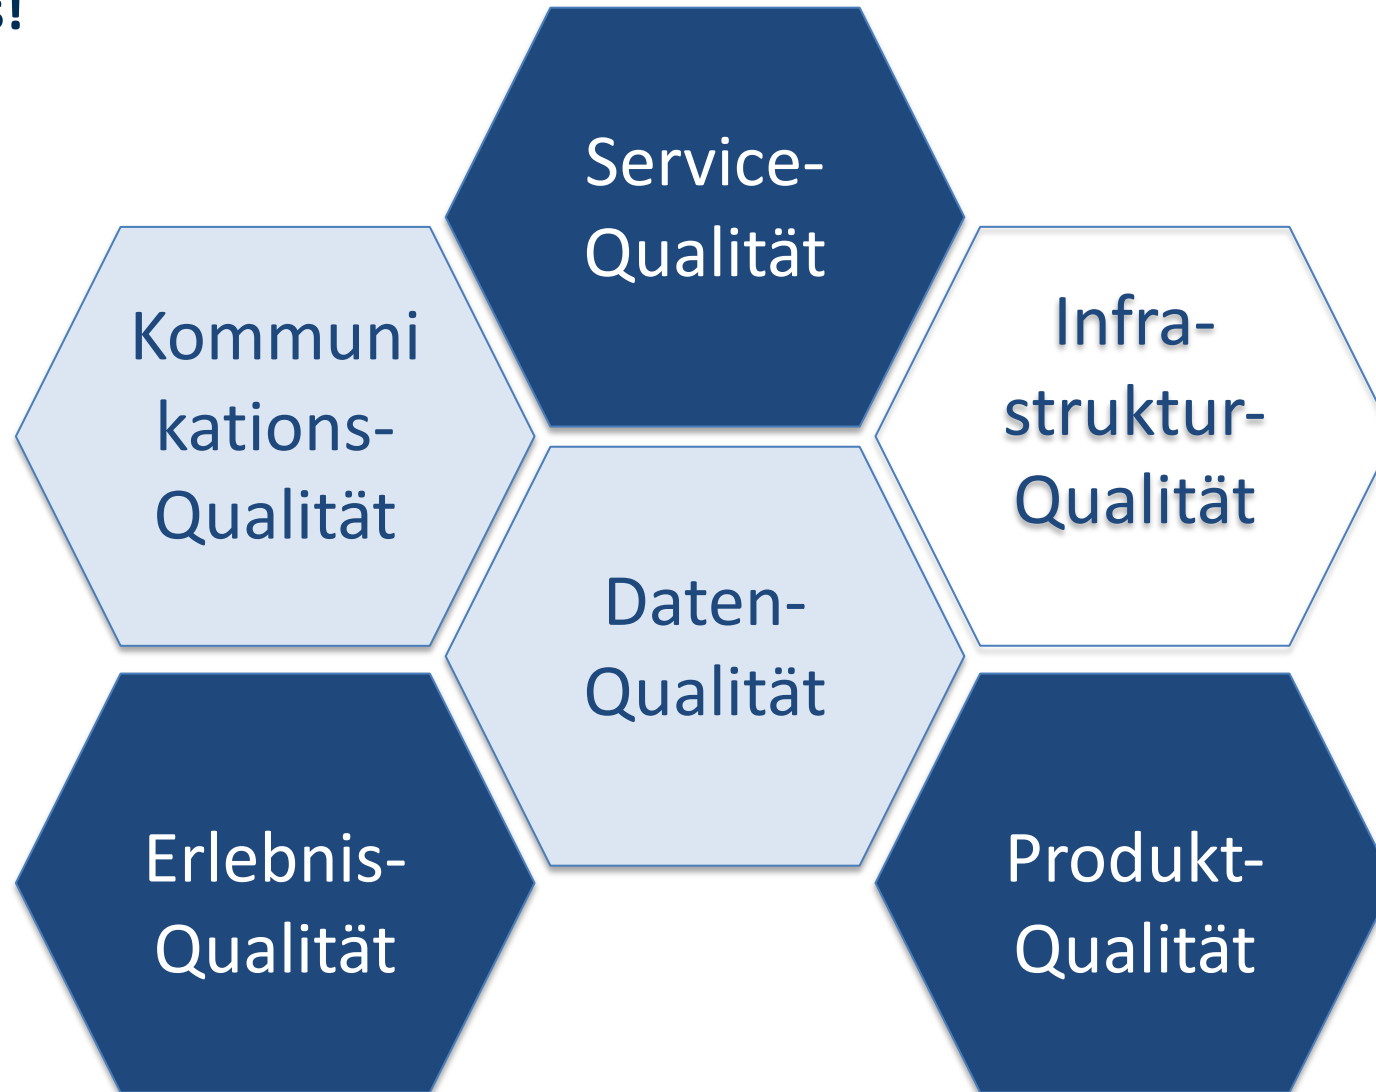 s!
Service-
Qualität
Kommuni
kations-
Qualität
Infra-
struktur-
Qualität
Daten-
Qualität
Erlebnis-
Qualität
Produkt-
Qualität